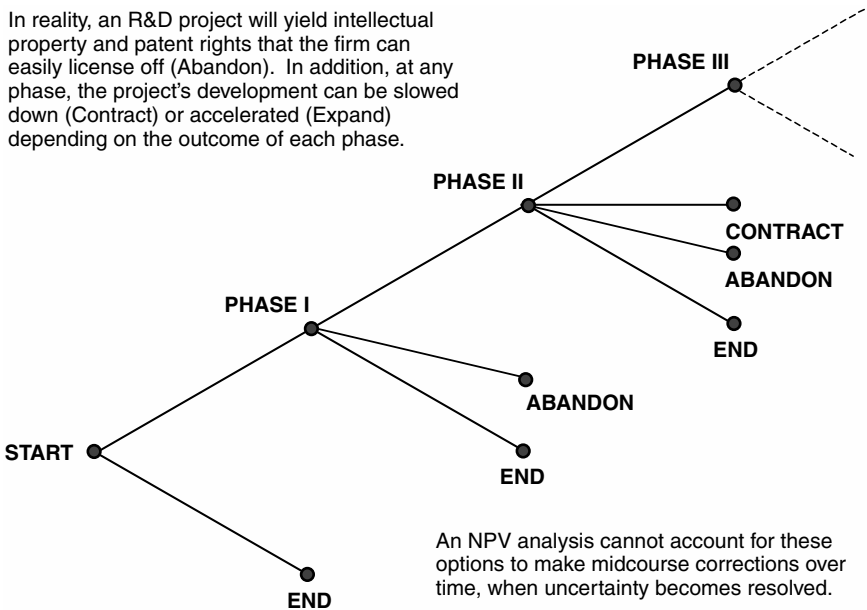 In reality, an R&D project will yield intellectual
property and patent rights that the firm can
easily license off (Abandon). In addition, at any
phase, the project's development can be slowed
down (Contract) or accelerated (Expand)
depending on the outcome of each phase.
PHASE III
PHASE II
CONTRACT
ABANDON
PHASE I
END
ABANDON
START
END
An NPV analysis cannot account for these
options to make midcourse corrections over
time, when uncertainty becomes resolved.
END